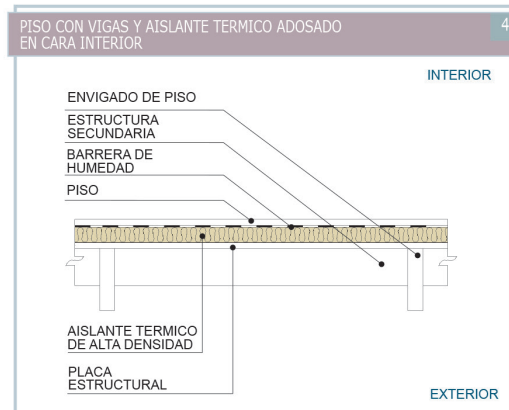 PISO CON VIGAS Y AISLANTE TERMICO ADOSADO
EN CARA INTERIOR
4
INTERIOR
ENVIGADO DE PISO
ESTRUCTURA
SECUNDARIA
BARRERA DE
HUMEDAD
PISO
AISLANTE TERMICO
DE ALTA DENSIDAD
PLACA
ESTRUCTURAL
EXTERIOR